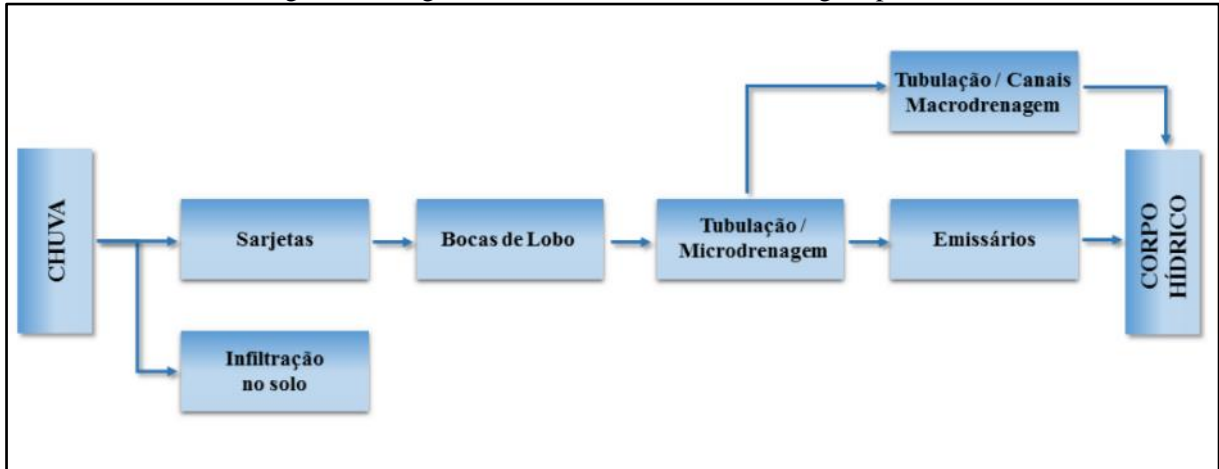 CHUVA
Sarjetas
Infiltração
no solo
Bocas de Lobo
Tubulação /
Microdrenagem
Tubulação / Canais
Macrodrenagem
Emissários
CORPO
HÍDRICO